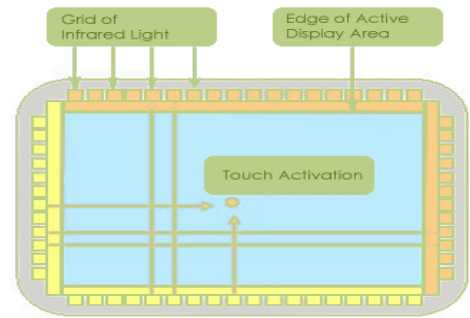 Grid of
Infrared Light
Edge of Active
Display Area
Touch Activation